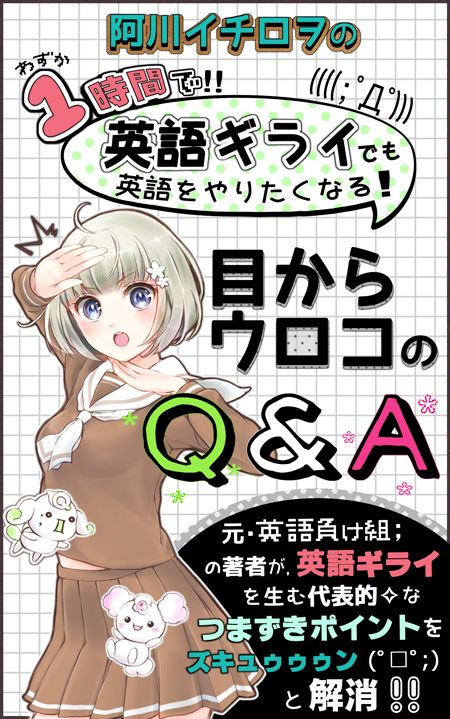 阿川イチロヲの
わずか
1時間で!!
((((;゚Д゚)))
英語ギライでも
英語をやりたくなる!
目から
ウロコの
Q&A
元・英語負け組;
の著者が、英語ギライ
を生む代表的✧な
つまずきポイントを
ズキュゥゥゥン(゚□゚;)
と解消!!